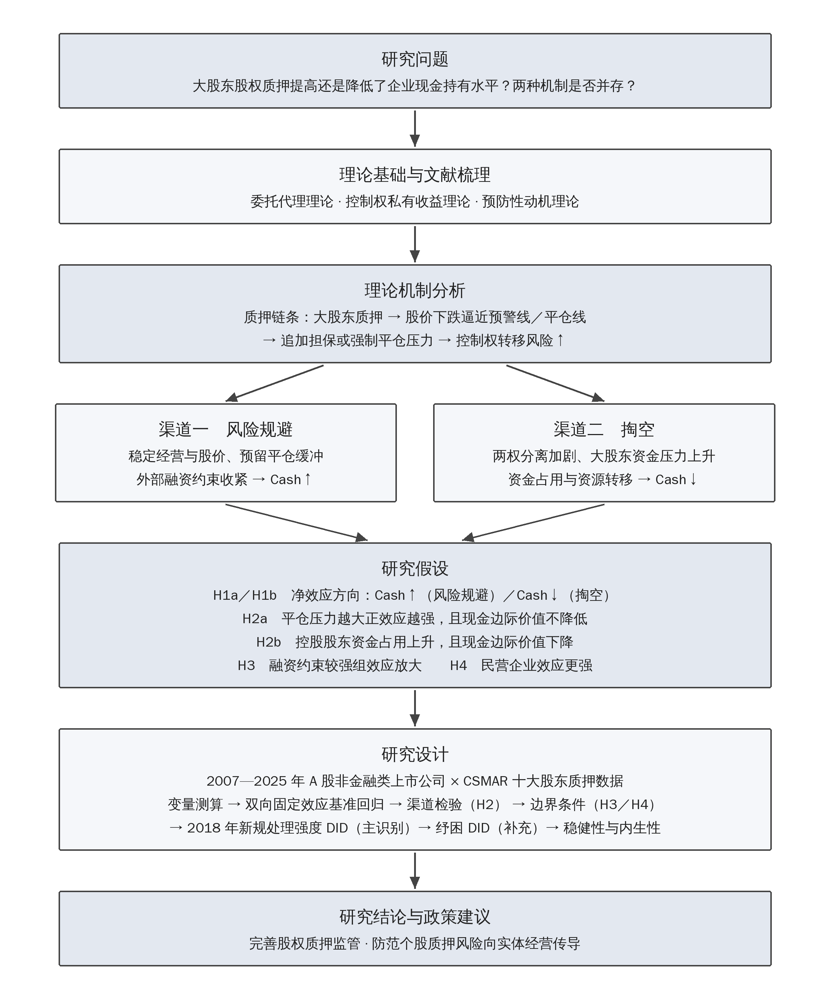 研究问题
大股东股权质押提高还是降低了企业现金持有水平？两种机制是否并存？
理论基础与文献梳理
委托代理理论 · 控制权私有收益理论 · 预防性动机理论
理论机制分析
质押链条：大股东质押 → 股价下跌逼近预警线／平仓线
→ 追加担保或强制平仓压力 → 控制权转移风险 ↑
渠道一　风险规避
稳定经营与股价、预留平仓缓冲
外部融资约束收紧 → Cash ↑
渠道二　掏空
两权分离加剧、大股东资金压力上升
资金占用与资源转移 → Cash ↓
研究假设
H1a／H1b　净效应方向：Cash ↑（风险规避）／Cash ↓（掏空）
H2a　平仓压力越大正效应越强，且现金边际价值不降低
H2b　控股股东资金占用上升，且现金边际价值下降
H3　融资约束较强组效应放大　　H4　民营企业效应更强
研究设计
2007—2025 年 A 股非金融类上市公司 × CSMAR 十大股东质押数据
变量测算 → 双向固定效应基准回归 → 渠道检验（H2） → 边界条件（H3／H4）
→ 2018 年新规处理强度 DID（主识别）→ 纾困 DID（补充）→ 稳健性与内生性
研究结论与政策建议
完善股权质押监管 · 防范个股质押风险向实体经营传导